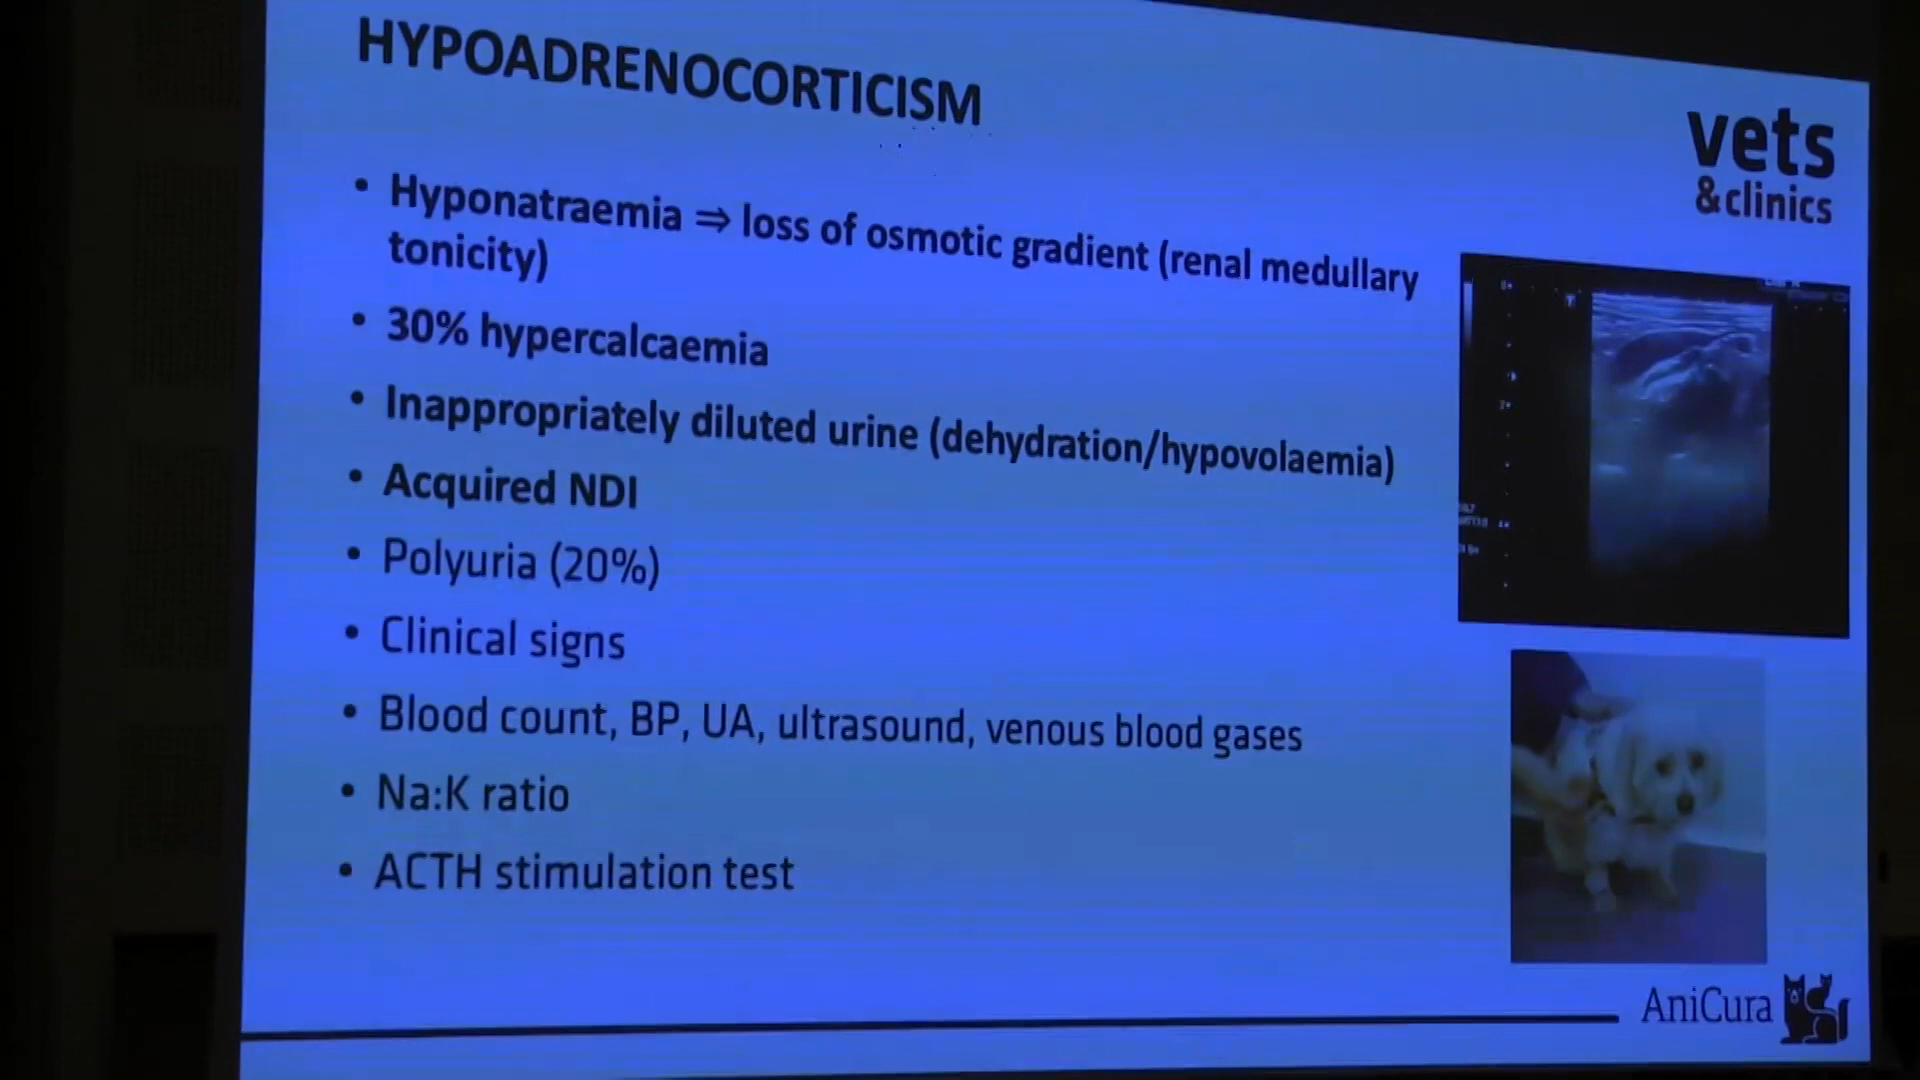 HYPOADRENOCORTICISM
vets
&clinics
• Hyponatraemia ⇒ loss of osmotic gradient (renal medullary
tonicity)
• 30% hypercalcaemia
• Inappropriately diluted urine (dehydration/hypovolaemia)
• Acquired NDI
• Polyuria (20%)
• Clinical signs
• Blood count, BP, UA, ultrasound, venous blood gases
• Na:K ratio
• ACTH stimulation test
AniCura